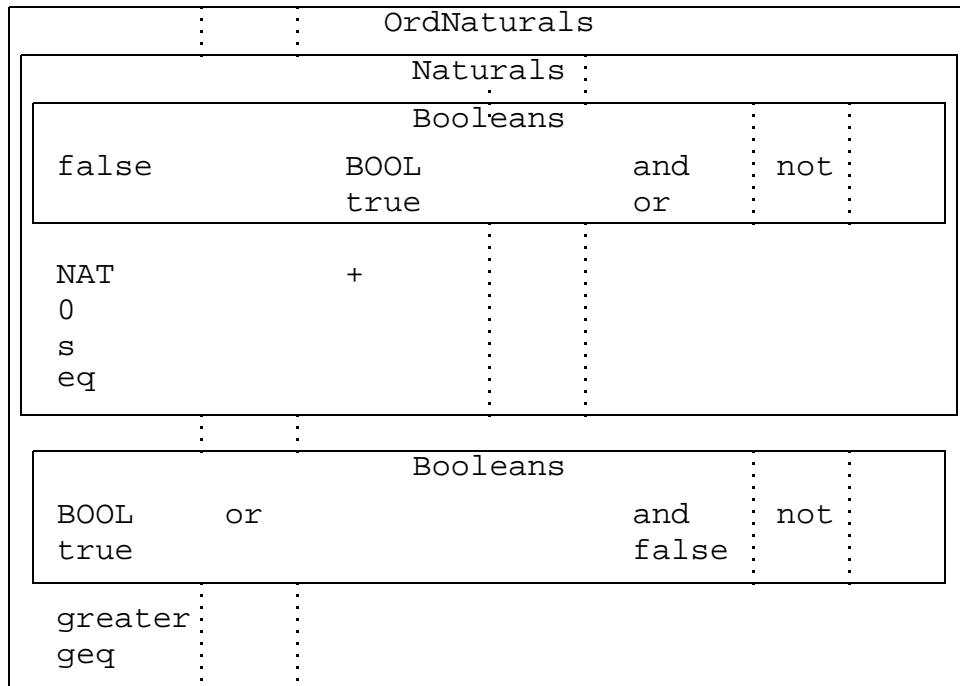 OrdNaturals
Naturals
Booleans
false BOOL and not
true or
NAT +
0
s
eq
Booleans
BOOL or and not
true false
greater
geq